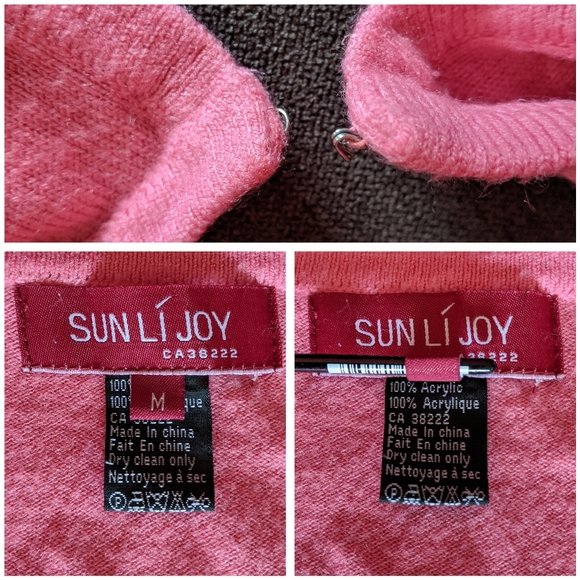 SUN LÍ JOY
CA38222
M
100%
100% que
CA 38222
Made In china
Fait En chine
Dry clean only
Nettoyage à sec
P
SUN LÍ JOY
38222
100% Acrylic
100% Acrylique
CA 38222
Made In china
Fait En chine
Dry clean only
Nettoyage à sec
P